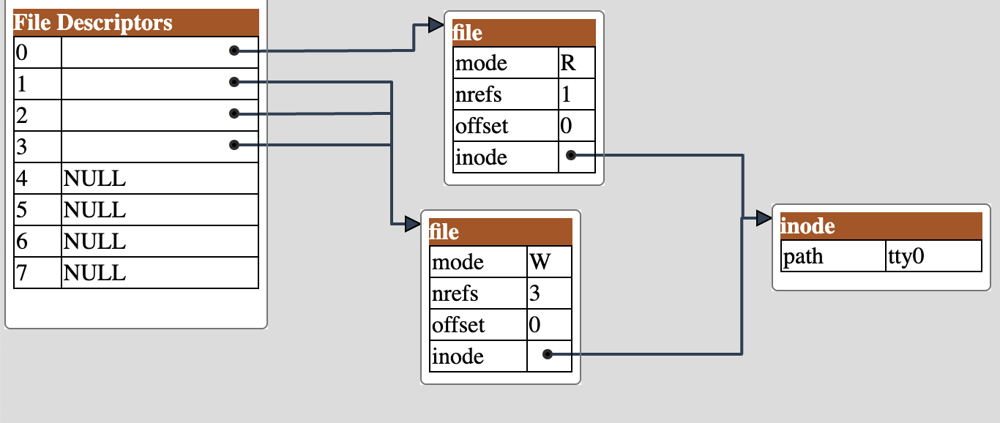 File Descriptors
0
1
2
3
4 NULL
5 NULL
6 NULL
7 NULL
file
mode R
nrefs 1
offset 0
inode
file
mode W
nrefs 3
offset 0
inode
inode
path tty0